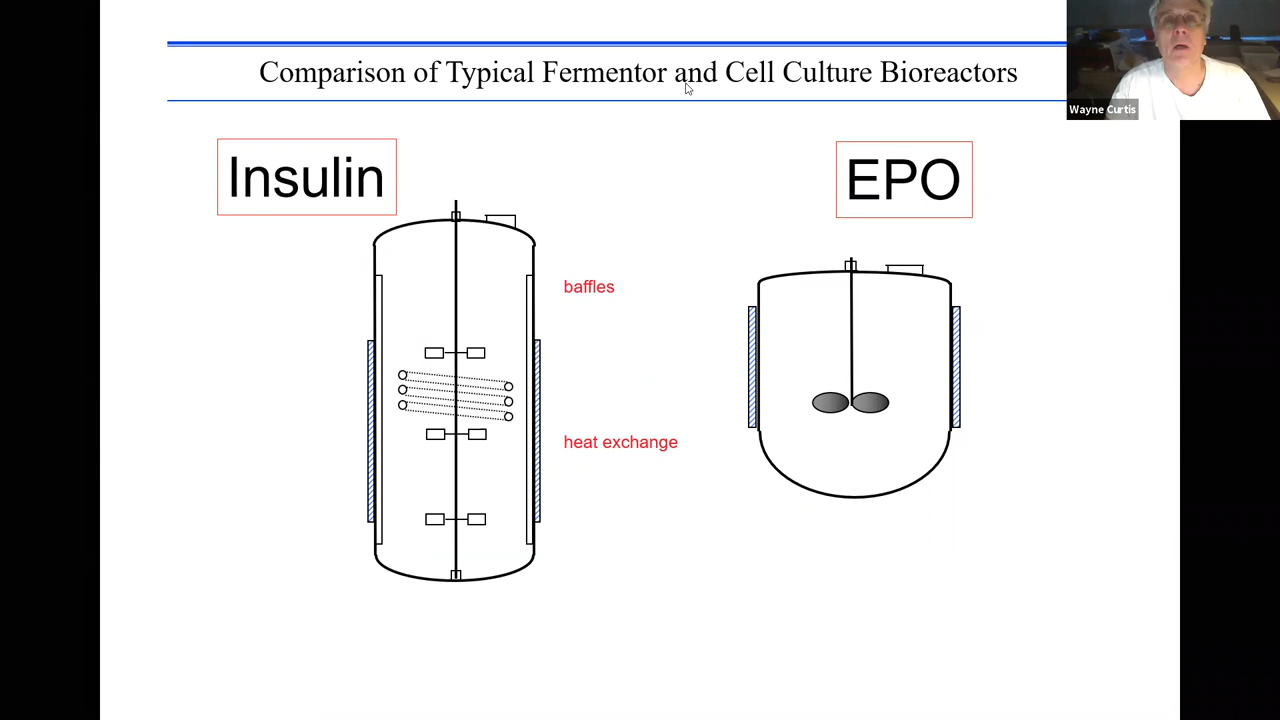 Comparison of Typical Fermentor and Cell Culture Bioreactors
Wayne Curtis
Insulin
EPO
baffles
heat exchange